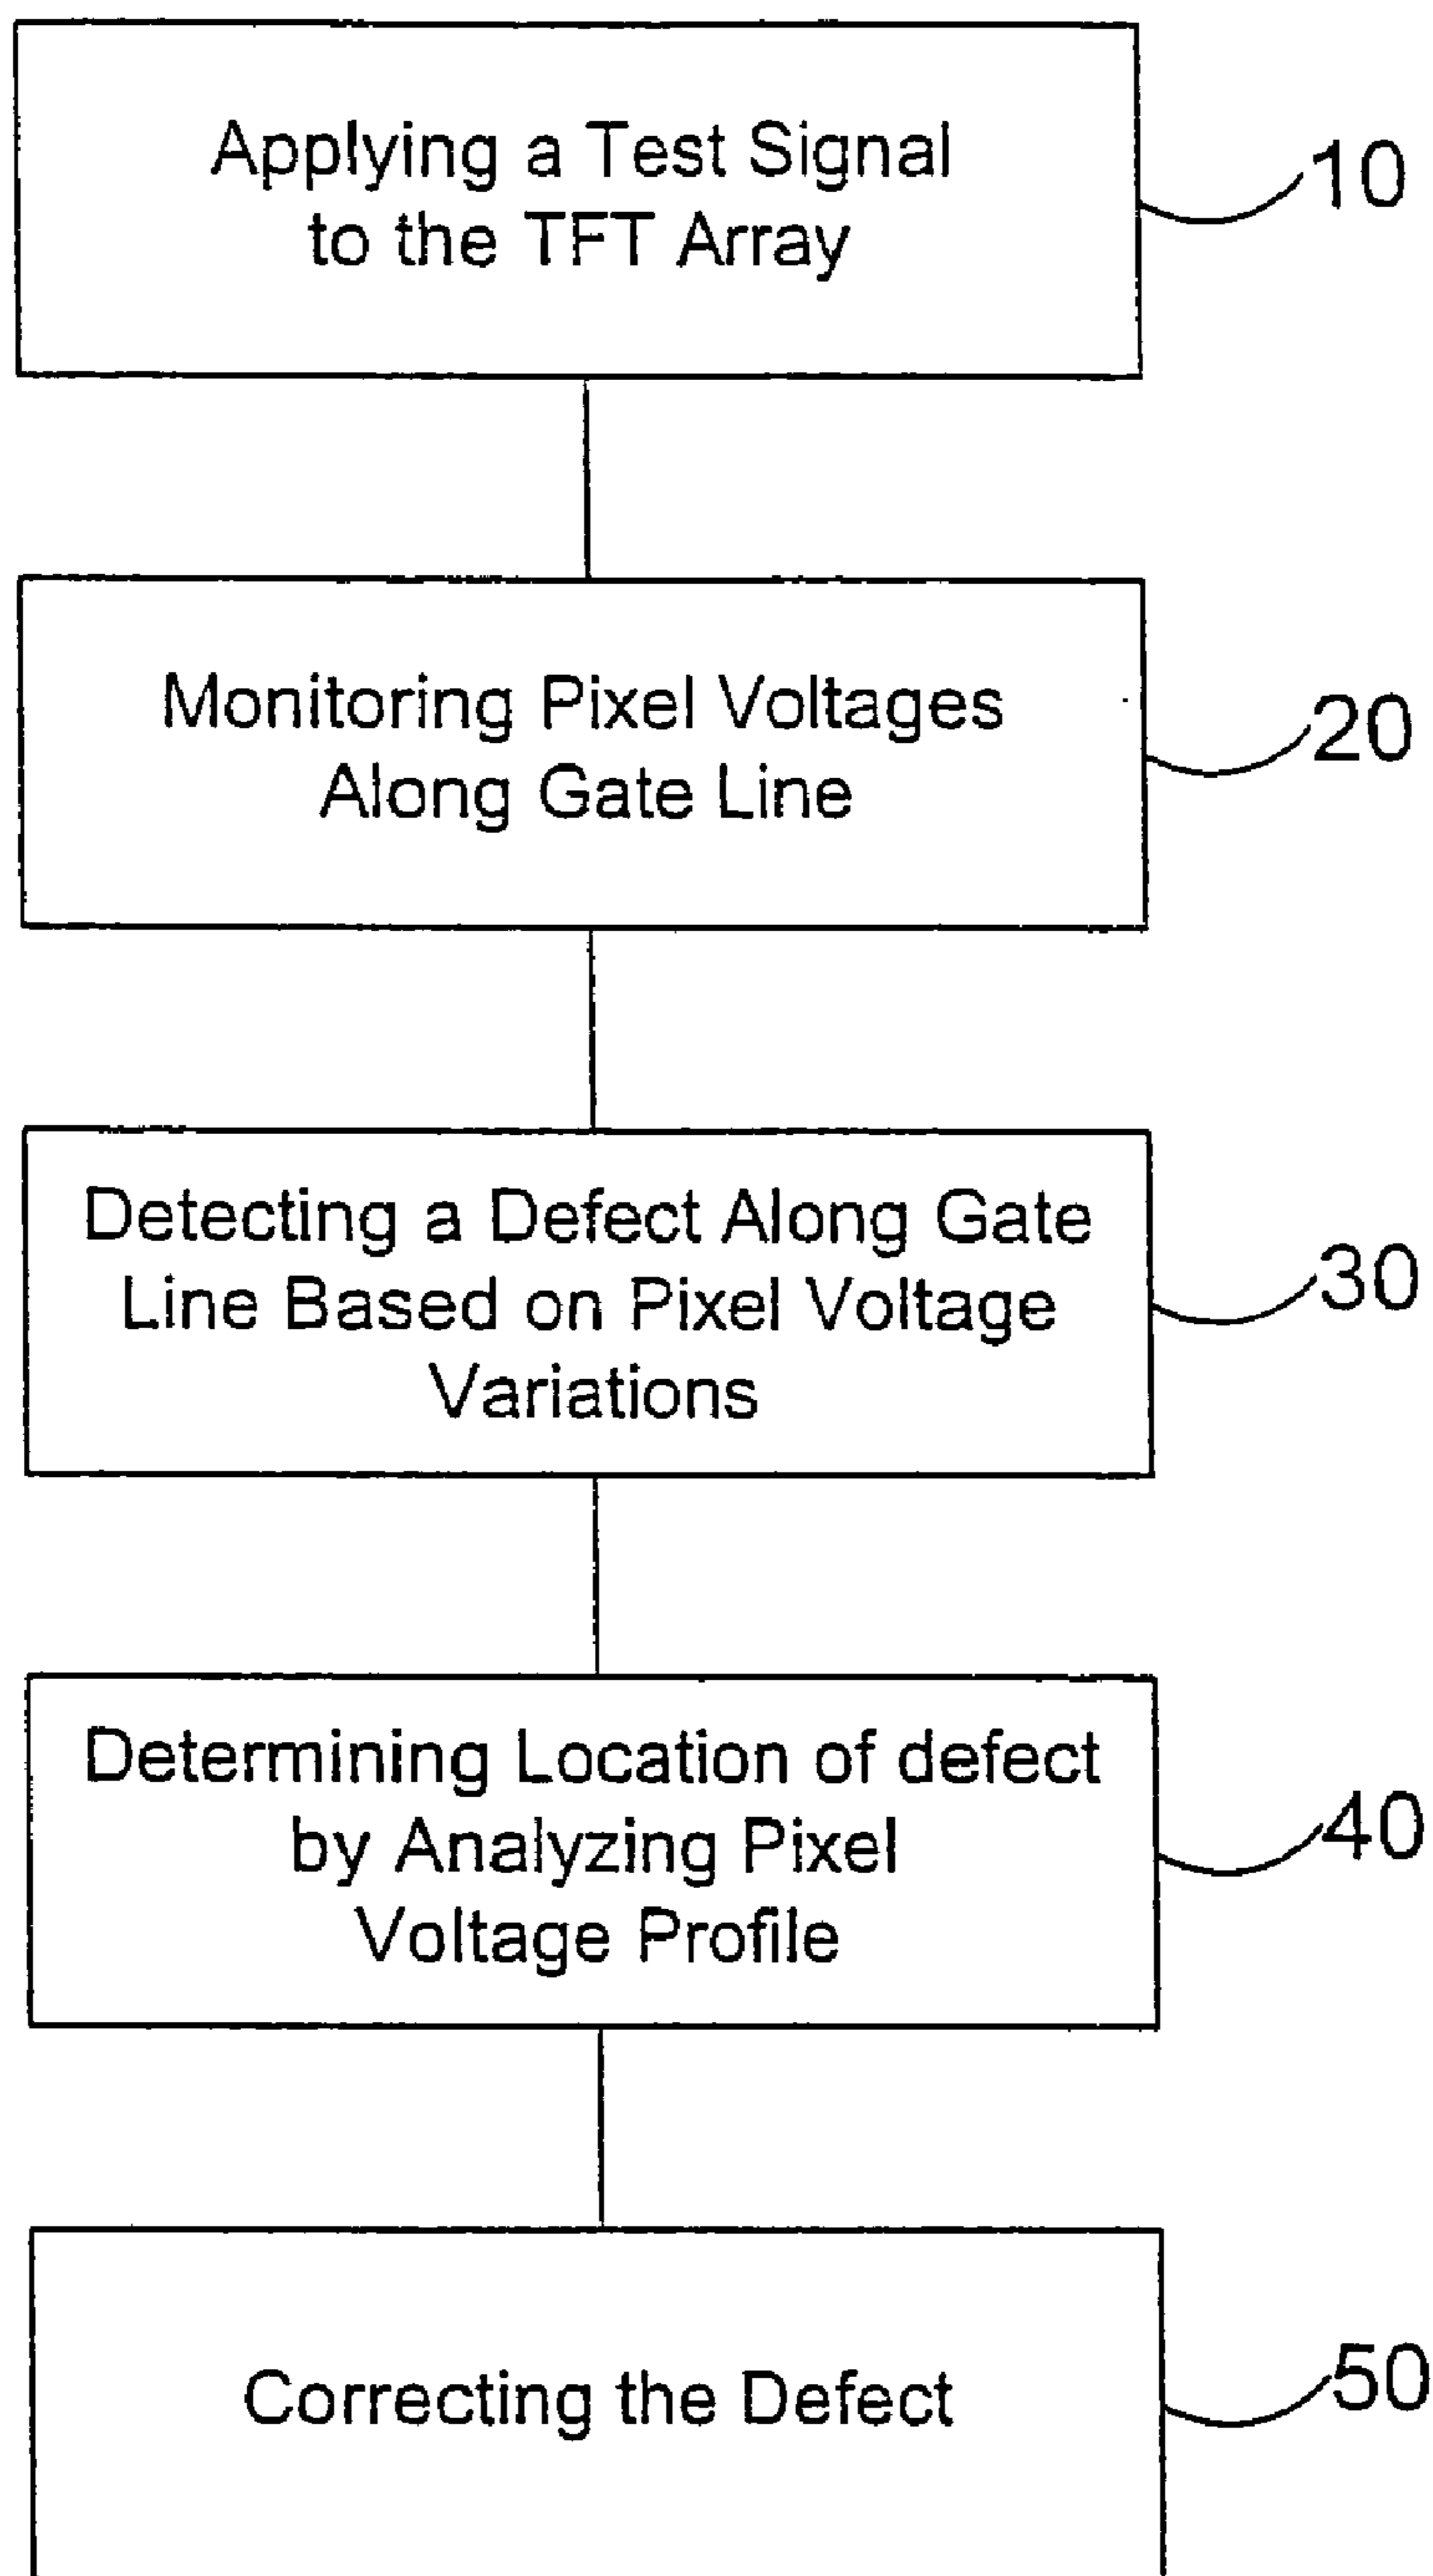 Applying a Test Signal
to the TFT Array
10
Monitoring Pixel Voltages
Along Gate Line
20
Detecting a Defect Along Gate
Line Based on Pixel Voltage
Variations
30
Determining Location of defect
by Analyzing Pixel
Voltage Profile
40
Correcting the Defect
50